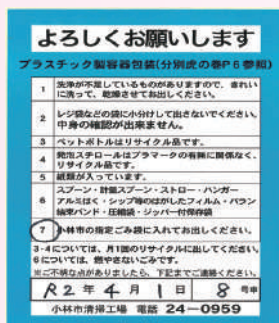 よろしくお願いします
プラスチック製容器包装(分別虎の巻P6参照)
1 洗浄が不足しているものがありますので、きれい
に洗って、乾燥させてお出しください。
2 レジ袋などの袋に小分けして出さないでください。
中身の確認が出来ません。
3 ペットボトルはリサイクル品です。
4 発泡スチロールはプラマークの有無に関係なく、
リサイクル品です。
5 紙類が入っています。
6 スプーン・計量スプーン・ストロー・ハンガー
アルミはく・シップ等のはがしたフィルム・バラン
結束バンド・圧縮袋・ジッパー付保存袋
7 小林市の指定ごみ袋に入れてお出しください。
3・4については、月1回のリサイクルに出してください。
6については、燃やさないごみです。
※ご不明な点がありましたら、下記までご連絡ください。
R2年4月1日 8号車
小林市清掃工場 電話 24-0959